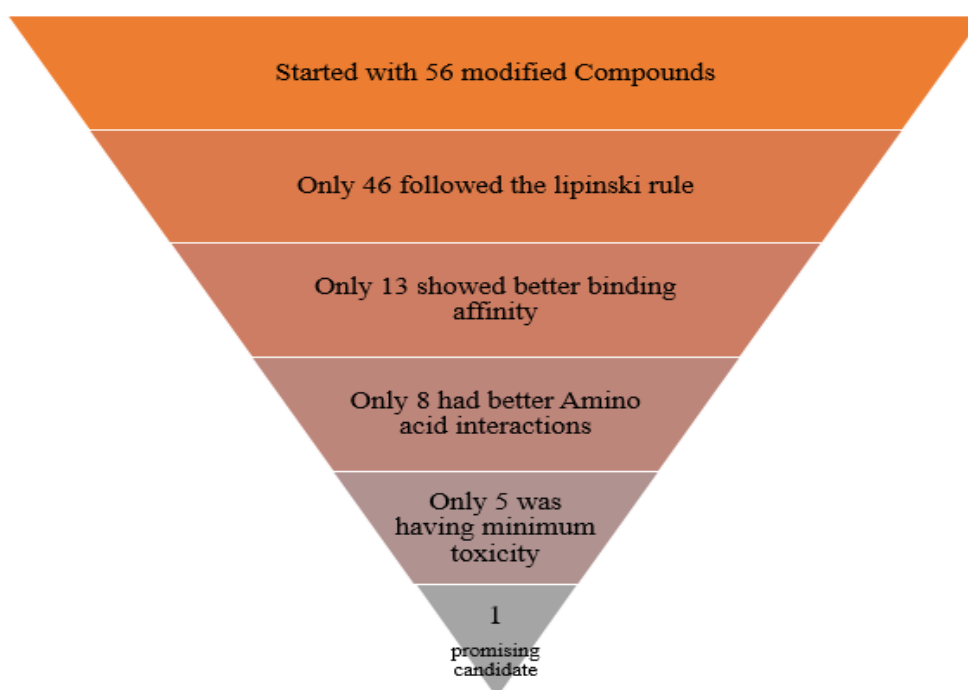 Started with 56 modified Compounds
Only 46 followed the lipinski rule
Only 13 showed better binding
affinity
Only 8 had better Amino
acid interactions
Only 5 was
having minimum
toxicity
1
promising
candidate